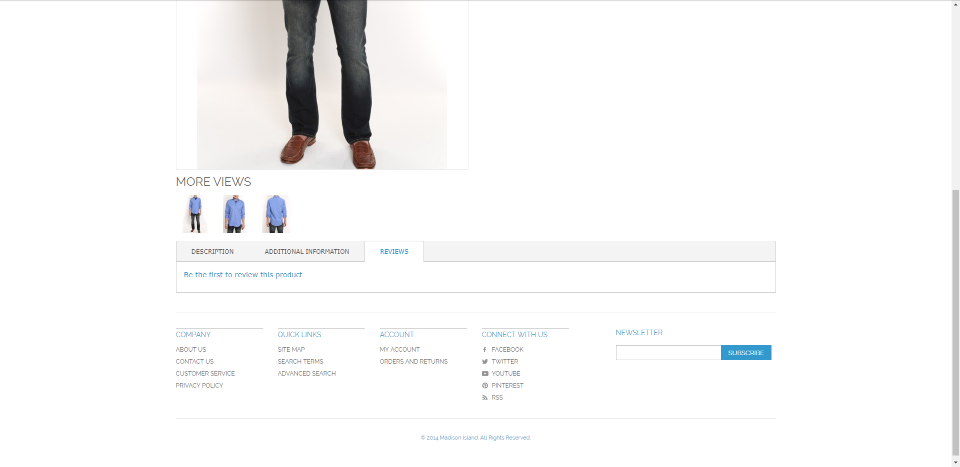 MORE VIEWS
DESCRIPTION ADDITIONAL INFORMATION REVIEWS
Be the first to review this product
COMPANY
ABOUT US
CONTACT US
CUSTOMER SERVICE
PRIVACY POLICY
QUICK LINKS
SITE MAP
SEARCH TERMS
ADVANCED SEARCH
ACCOUNT
MY ACCOUNT
ORDERS AND RETURNS
CONNECT WITH US
FACEBOOK
TWITTER
YOUTUBE
PINTEREST
RSS
NEWSLETTER
SUBSCRIBE
© 2014 Madison Island. All Rights Reserved.